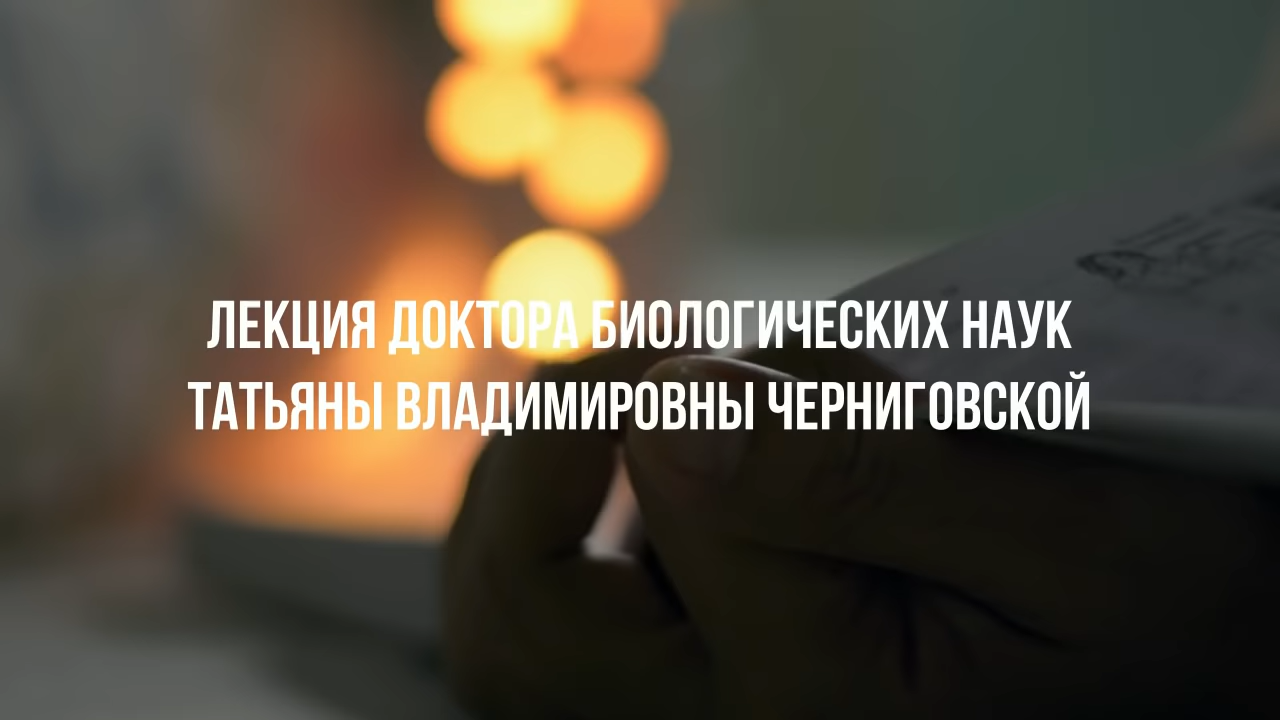 ЛЕКЦИЯ ДОКТОРА БИОЛОГИЧЕСКИХ НАУК
ТАТЬЯНЫ ВЛАДИМИРОВНЫ ЧЕРНИГОВСКОЙ